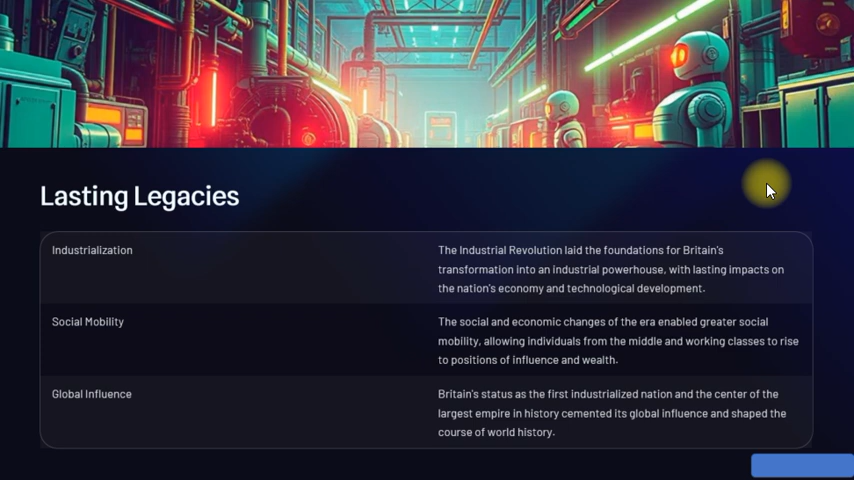 Lasting Legacies
Industrialization
The Industrial Revolution laid the foundations for Britain's
transformation into an industrial powerhouse, with lasting impacts on
the nation's economy and technological development.
Social Mobility
The social and economic changes of the era enabled greater social
mobility, allowing individuals from the middle and working classes to rise
to positions of influence and wealth.
Global Influence
Britain's status as the first industrialized nation and the center of the
largest empire in history cemented its global influence and shaped the
course of world history.